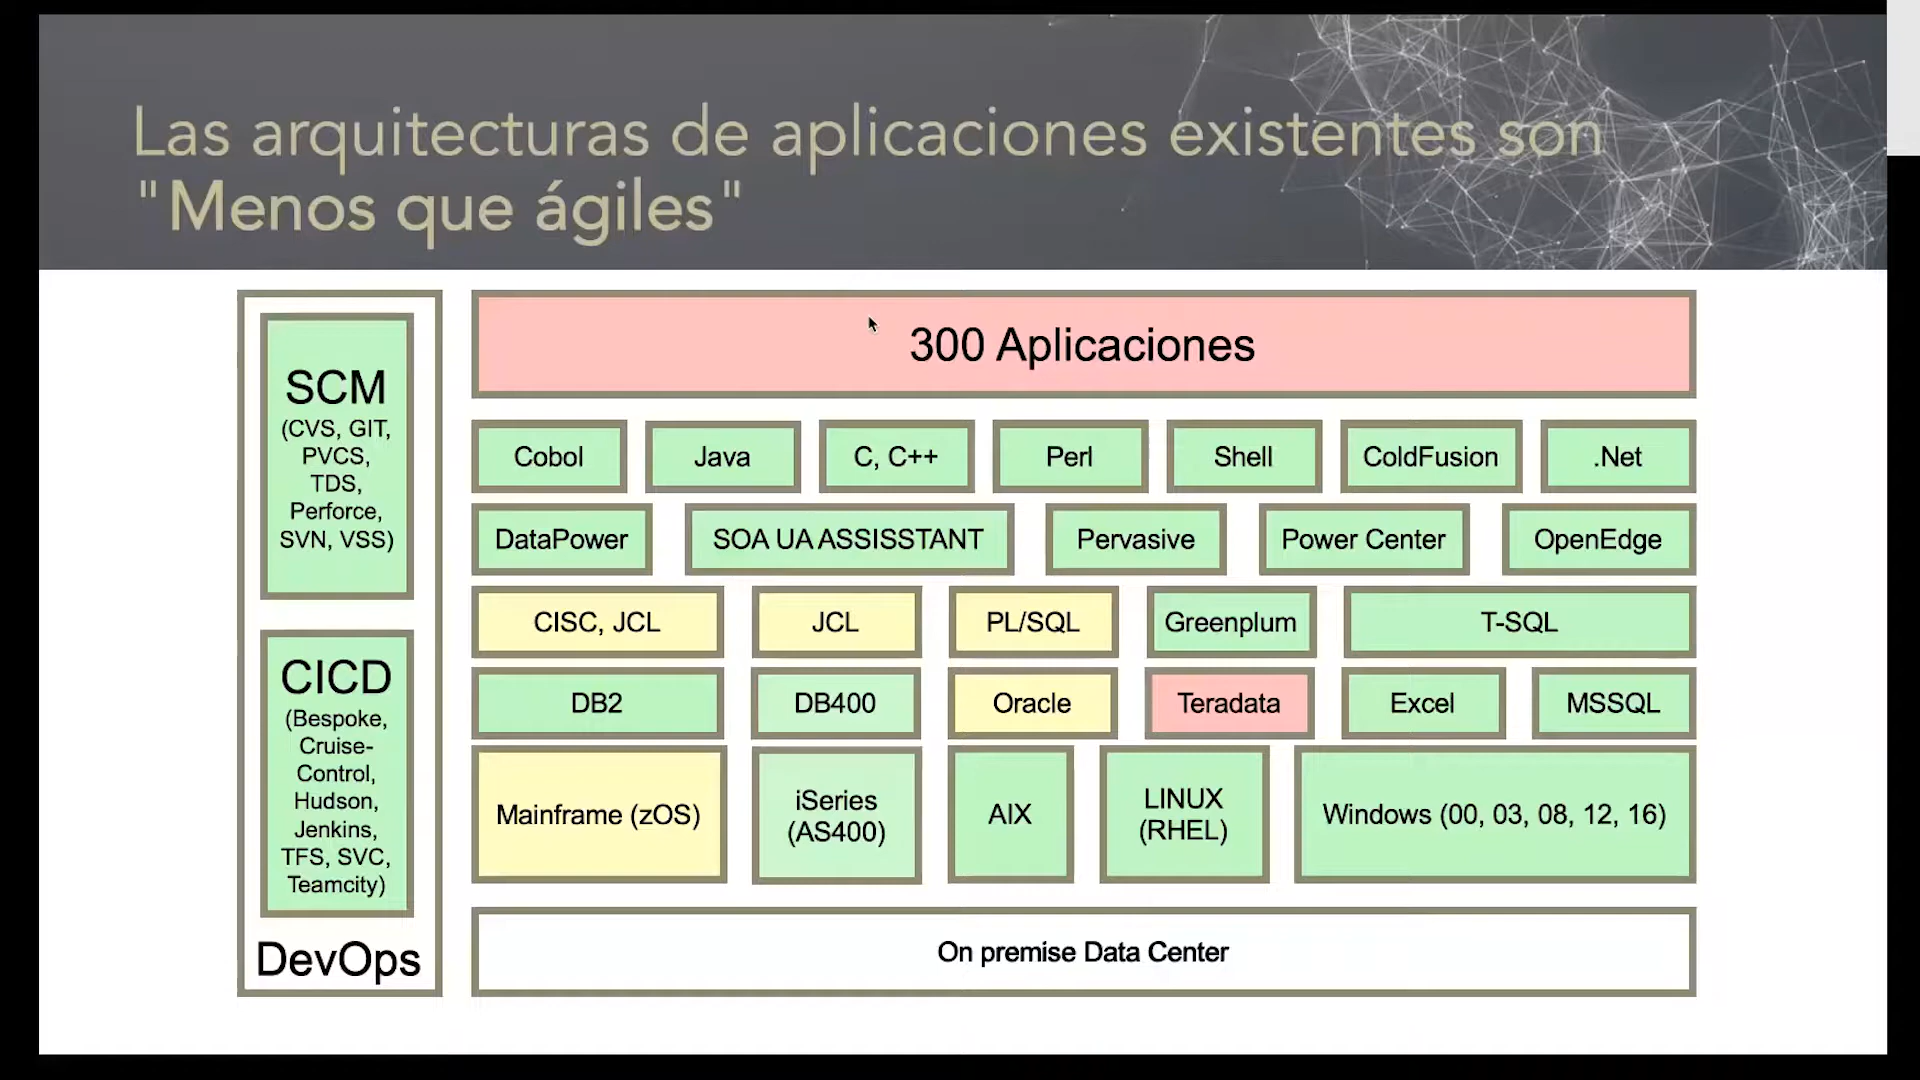 Las arquitecturas de aplicaciones existentes son
"Menos que ágiles"
SCM
(CVS, GIT,
PVCS,
TDS,
Perforce,
SVN, VSS)
CICD
(Bespoke,
Cruise-
Control,
Hudson,
Jenkins,
TFS, SVC,
Teamcity)
DevOps
300 Aplicaciones
Cobol
Java
C, C++
Perl
Shell
ColdFusion
.Net
DataPower
SOA UA ASSISSTANT
Pervasive
Power Center
OpenEdge
CISC, JCL
JCL
PL/SQL
Greenplum
T-SQL
DB2
DB400
Oracle
Teradata
Excel
MSSQL
Mainframe (zOS)
iSeries
(AS400)
AIX
LINUX
(RHEL)
Windows (00, 03, 08, 12, 16)
On premise Data Center